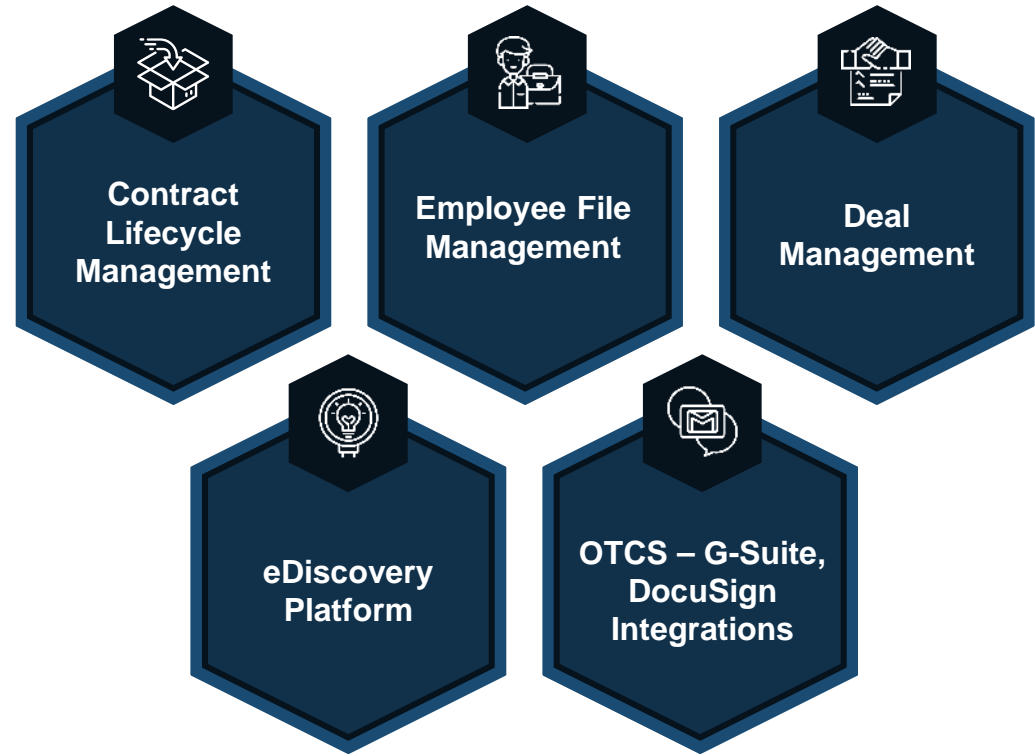 Contract
Lifecycle
Management
Employee File
Management
Deal
Management
eDiscovery
Platform
OTCS – G-Suite,
DocuSign
Integrations